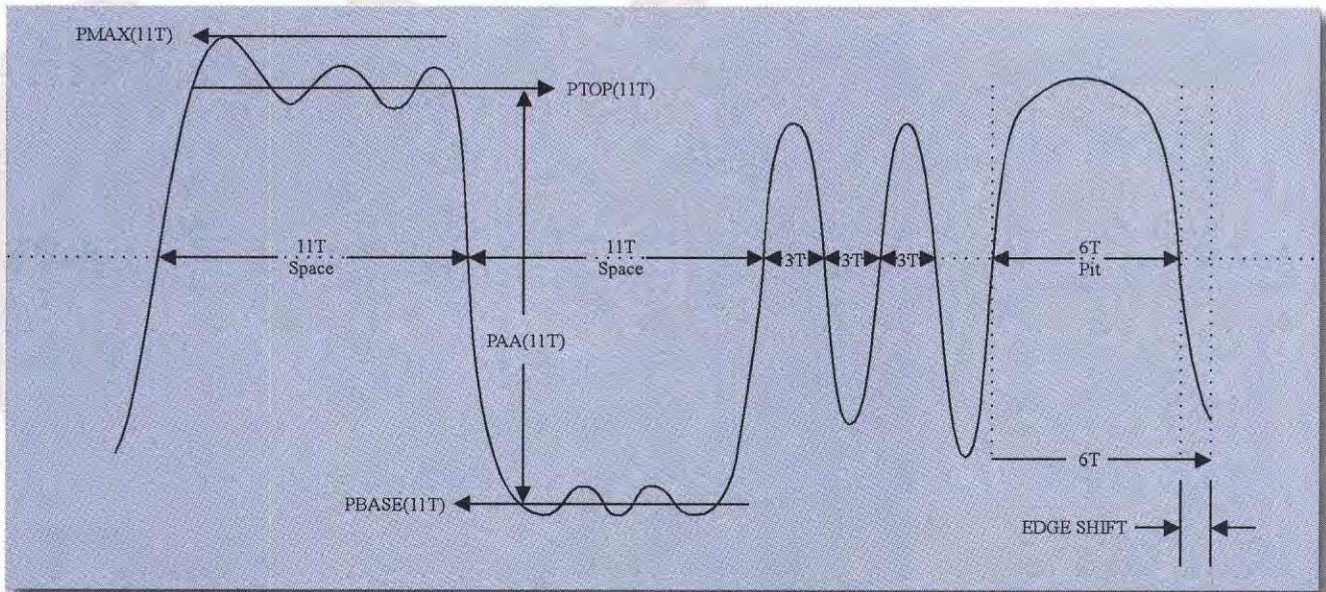 PMAX(11T)
PTOP(11T)
11T
Space
11T
Space
3T
3T
3T
6T
Pit
PAA(11T)
6T
PBASE(11T)
EDGE SHIFT